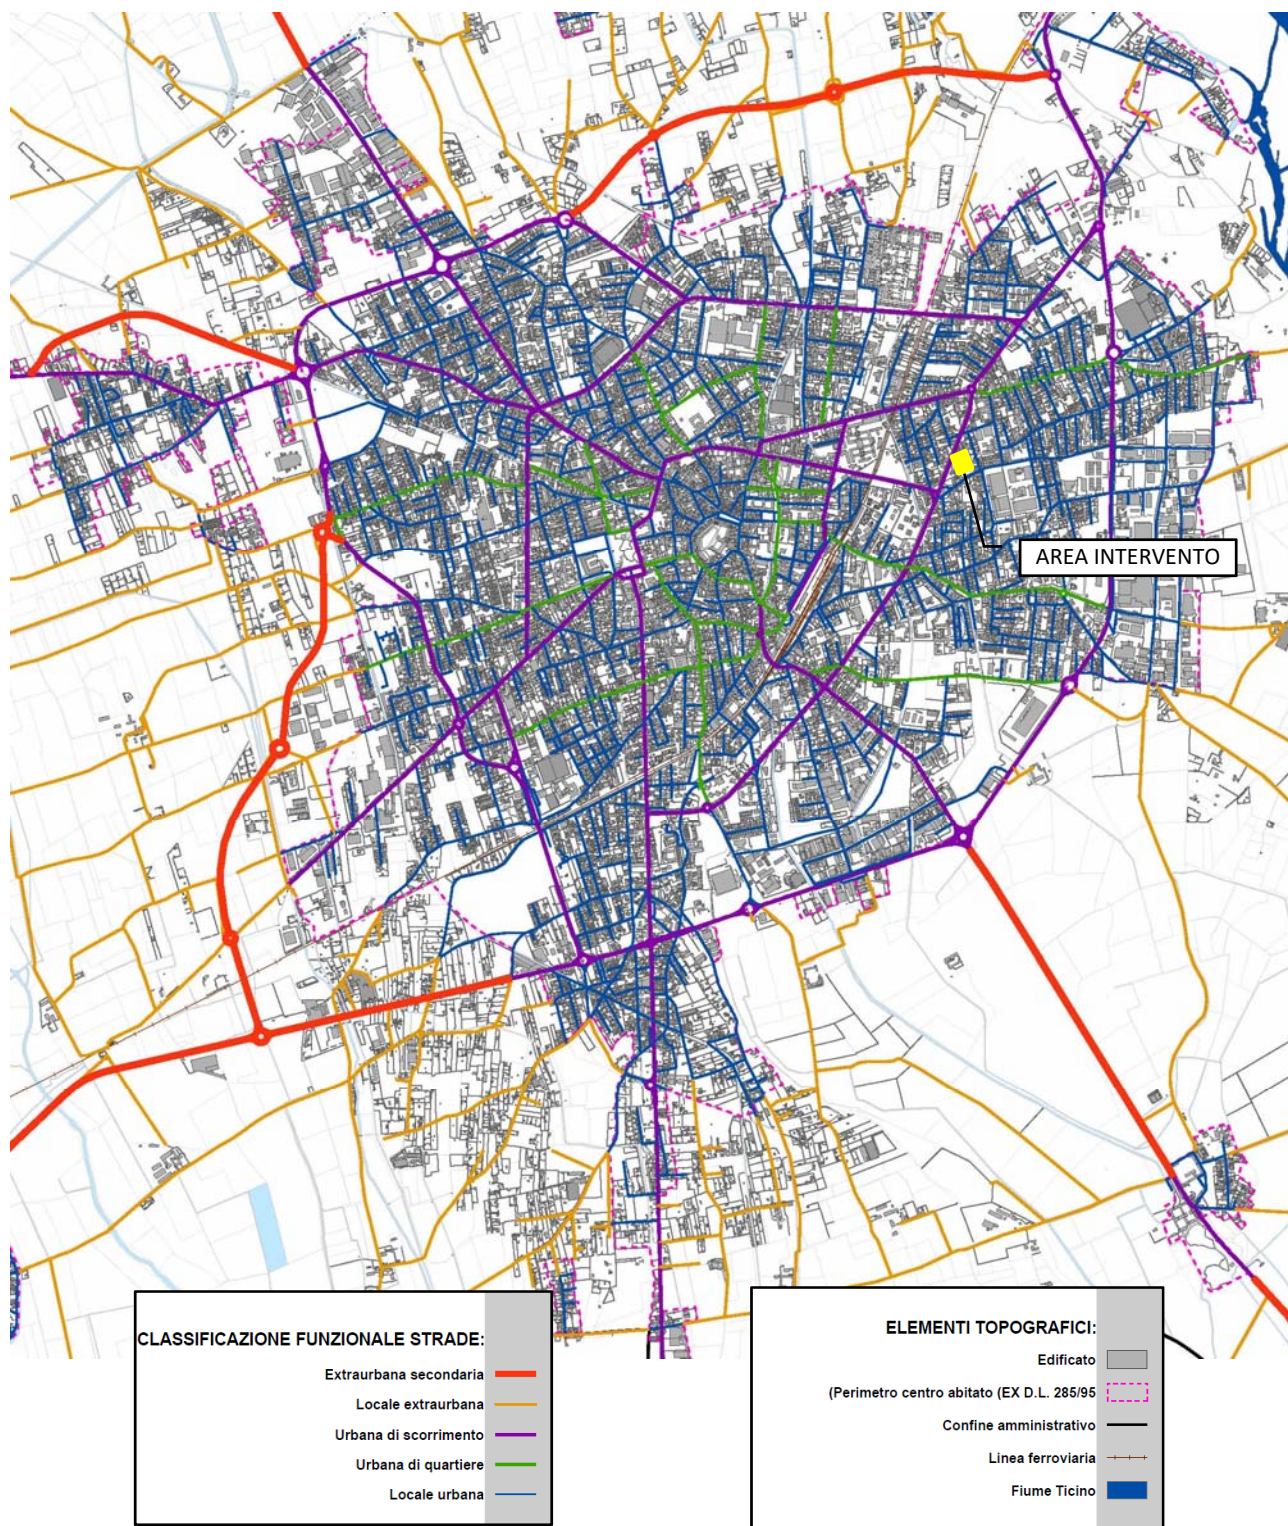 AREA INTERVENTO
CLASSIFICAZIONE FUNZIONALE STRADE:
Extraurbana secondaria
Locale extraurbana
Urbana di scorrimento
Urbana di quartiere
Locale urbana
ELEMENTI TOPOGRAFICI:
Edificato
(Perimetro centro abitato (EX D.L. 285/95
Confine amministrativo
Linea ferroviaria
Fiume Ticino